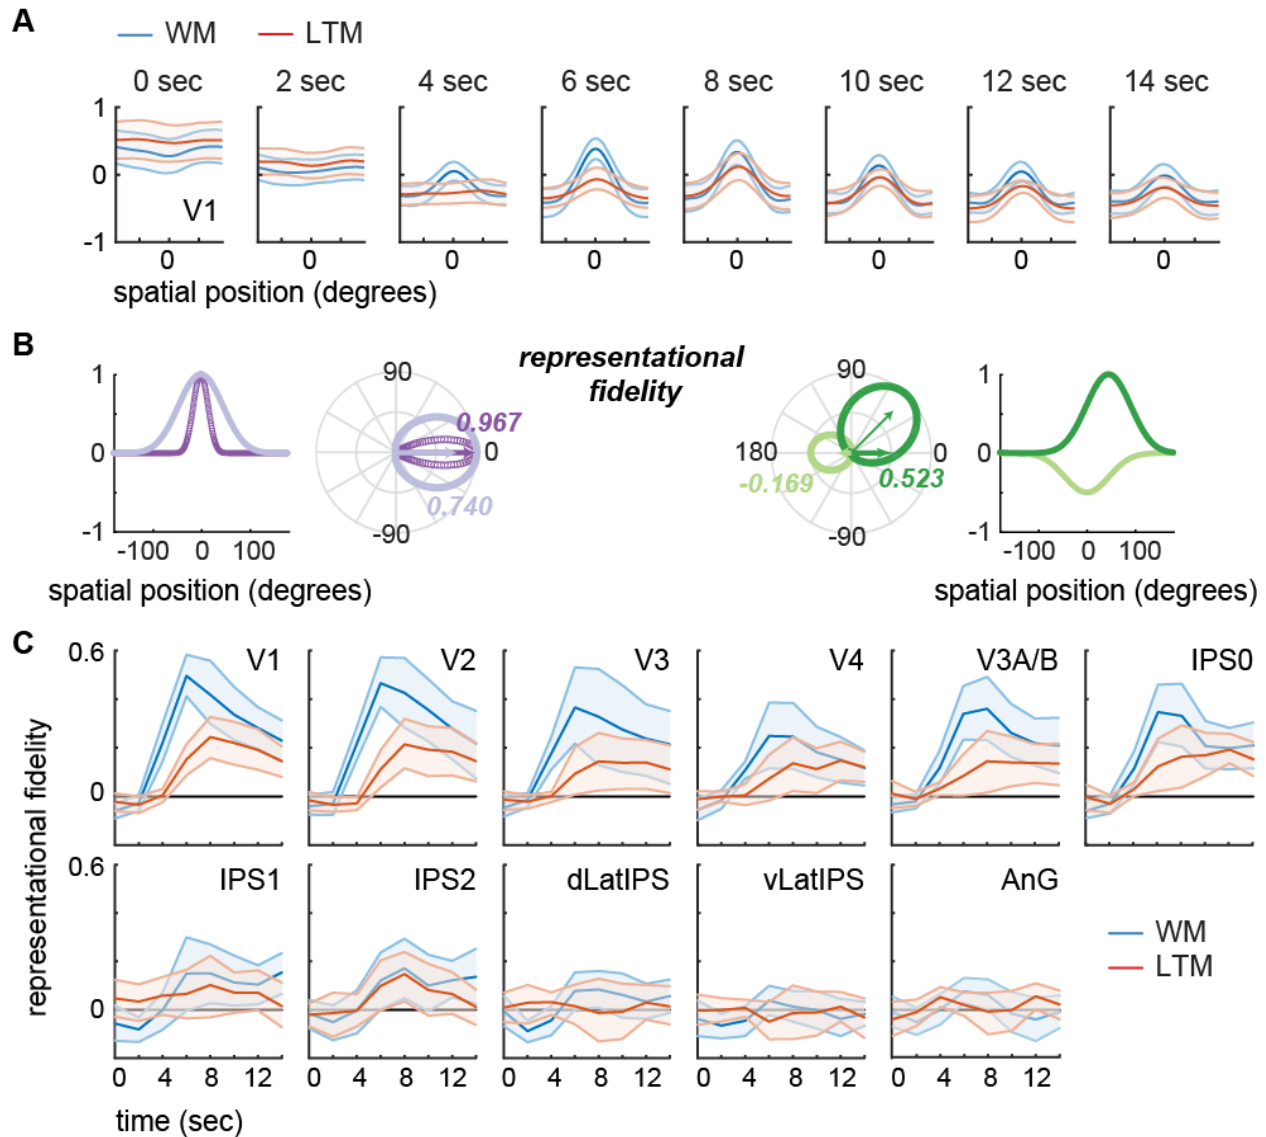 A
WM LTM
0 sec 2 sec 4 sec 6 sec 8 sec 10 sec 12 sec 14 sec
1
0
-1
V1
0 0 0 0 0 0 0 0
spatial position (degrees)
B
representational
fidelity
1
0
-1
-100 0 100
spatial position (degrees)
90
0.967
0
0.740
-90
90
180
0
-0.169
0.523
-90
1
0
-1
-100 0 100
spatial position (degrees)
C
representational fidelity
0.6
0
V1 V2 V3 V4 V3A/B IPS0
0.6
0
IPS1 IPS2 dLatIPS vLatIPS AnG
WM
LTM
0 4 8 12 0 4 8 12 0 4 8 12 0 4 8 12 0 4 8 12
time (sec)